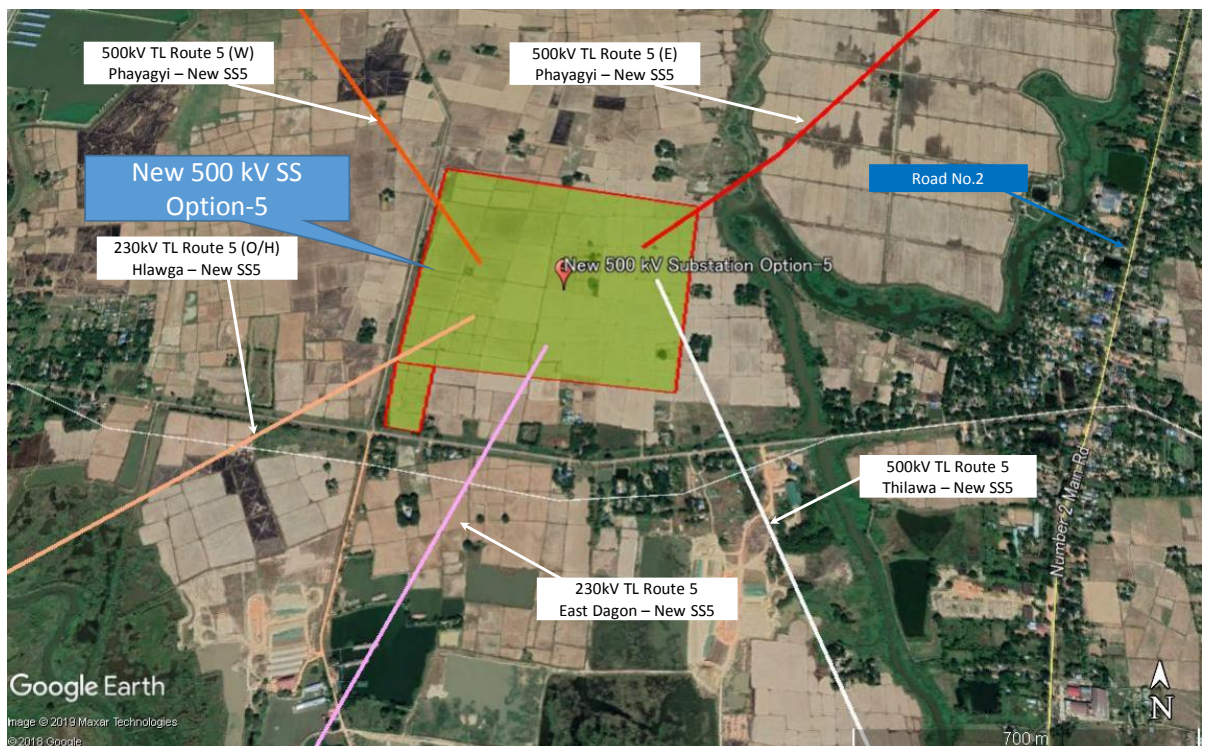 500kV TL Route 5 (W)
Phayagyi – New SS5
500kV TL Route 5 (E)
Phayagyi – New SS5
New 500 kV SS
Option-5
Road No.2
230kV TL Route 5 (O/H)
Hlawga – New SS5
New 500 kV Substation Option-5
500kV TL Route 5
Thilawa – New SS5
Number 2 Main Rd
230kV TL Route 5
East Dagon – New SS5
Google Earth
N
Image © 2019 Maxar Technologies
© 2018 Google
700 m